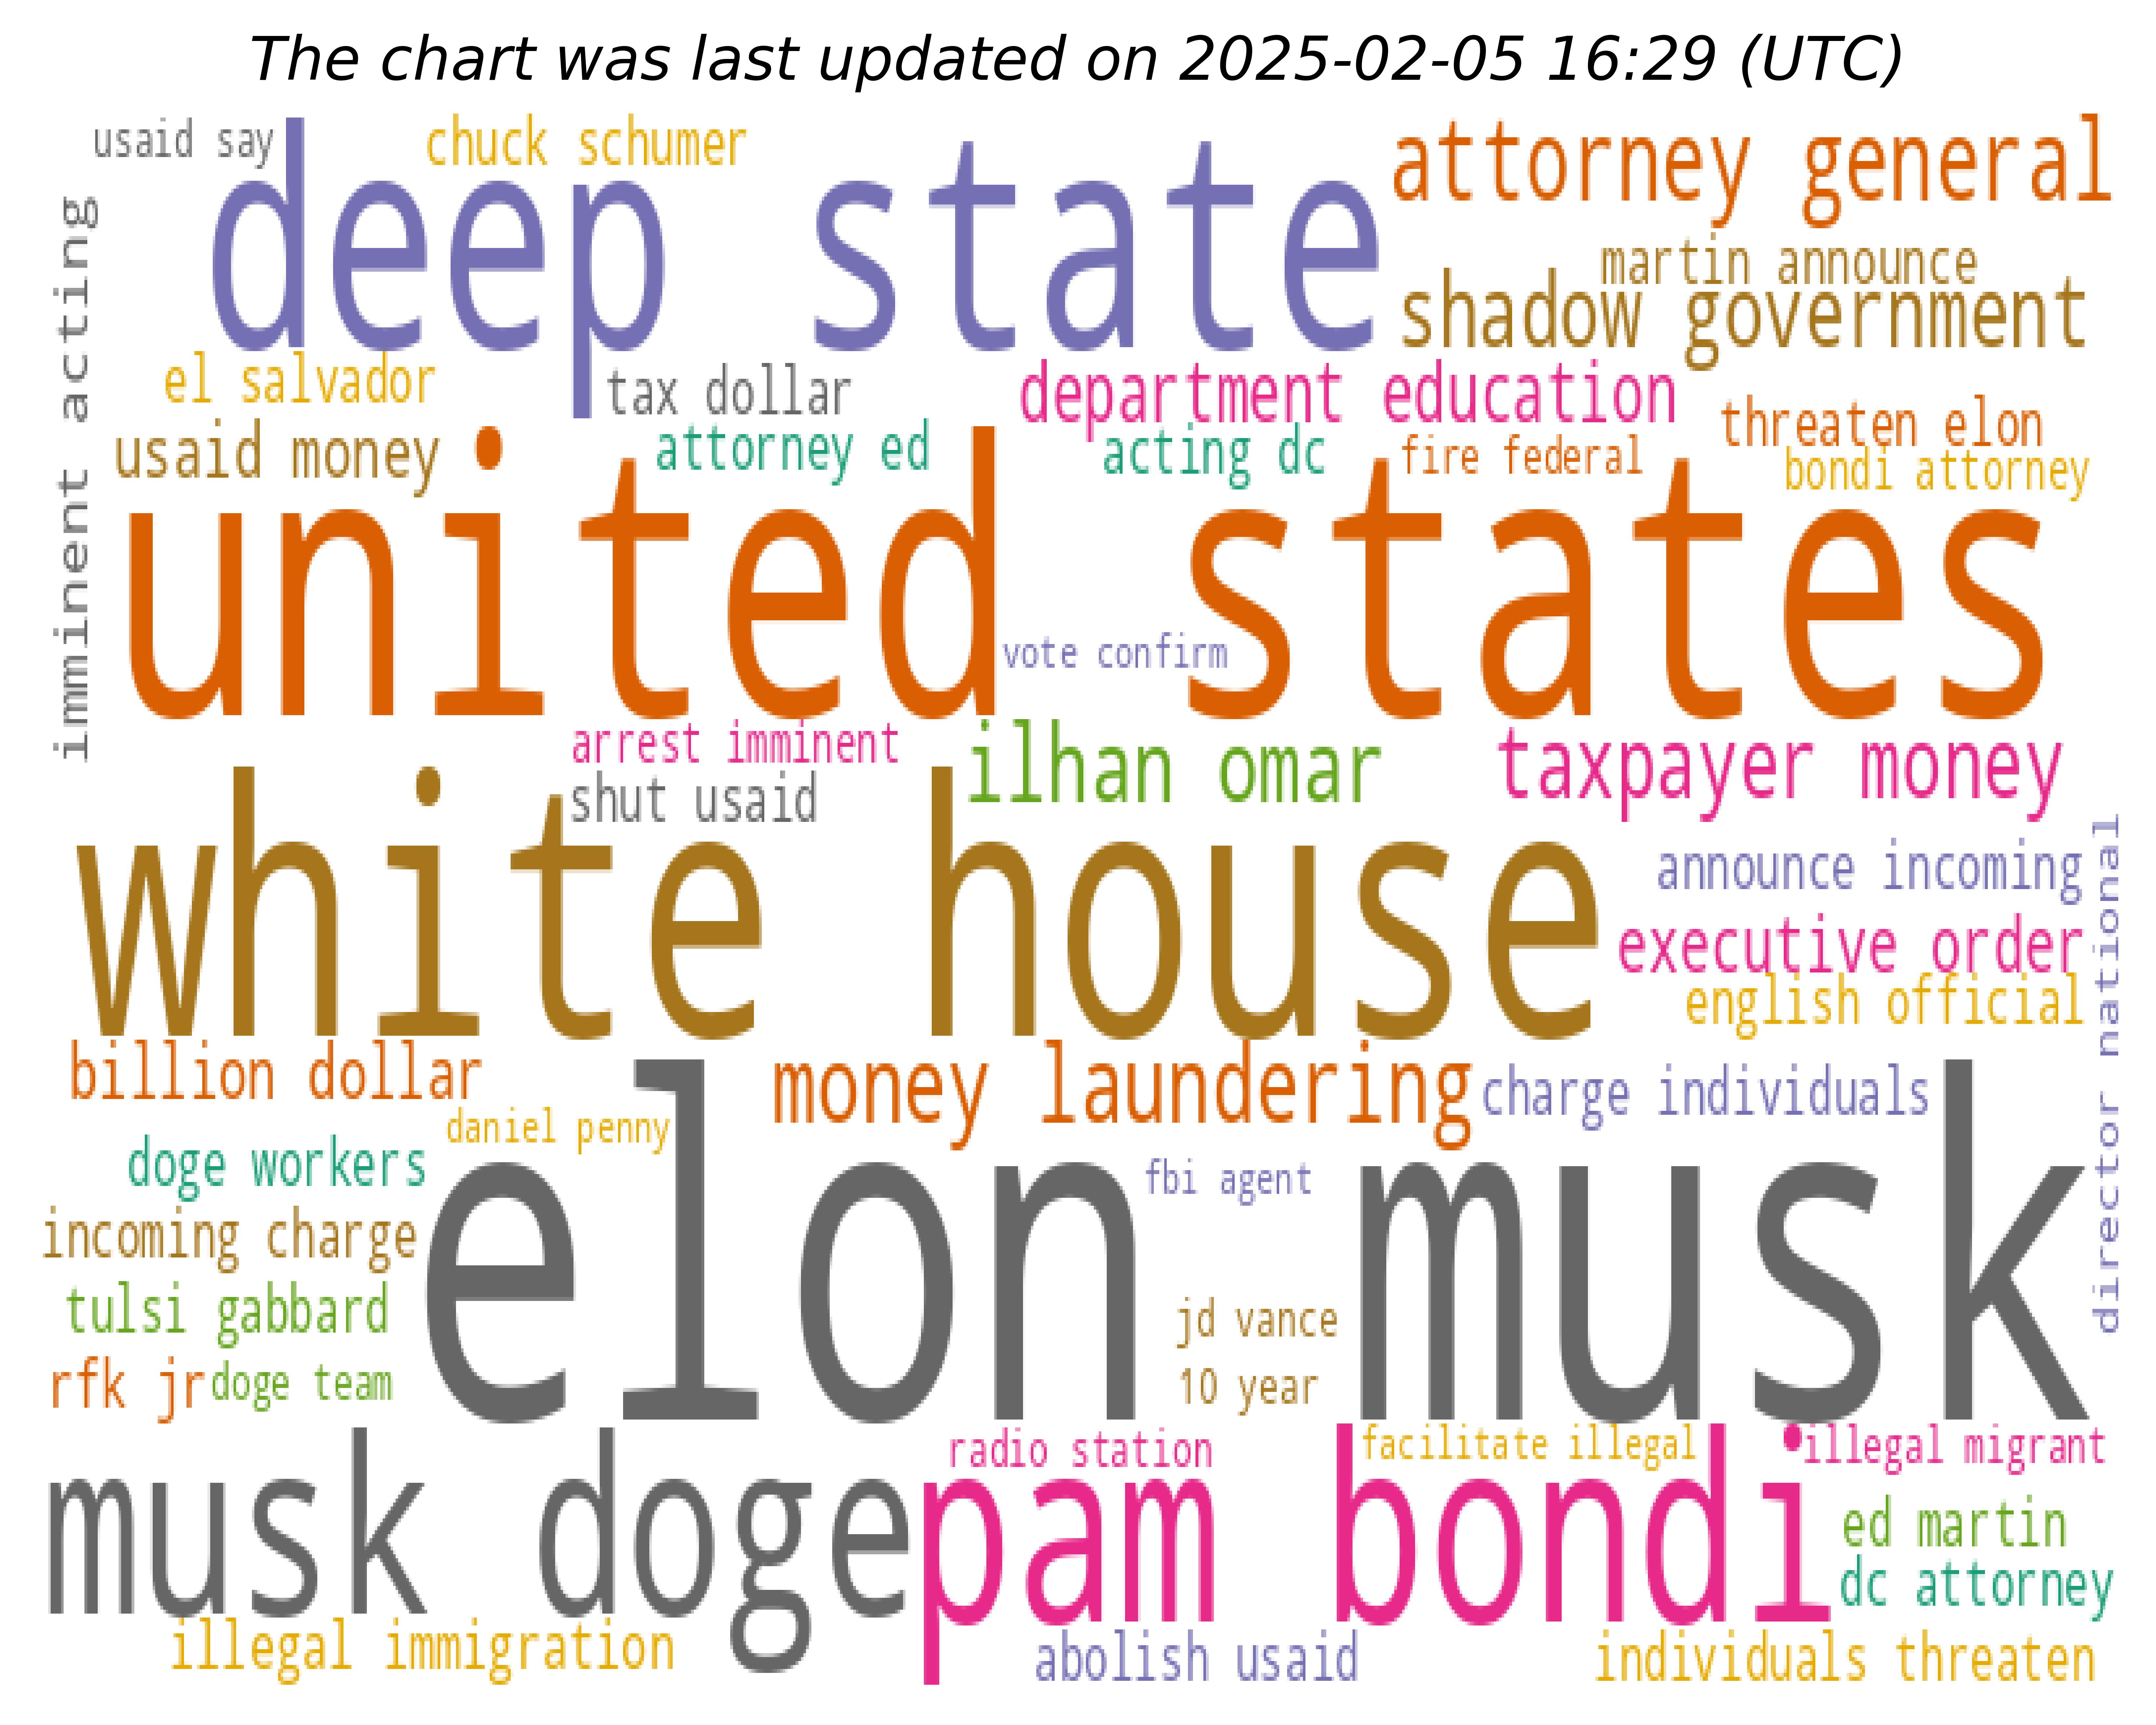 The chart was last updated on 2025-02-05 16:29 (UTC)
usaid say
chuck schumer
attorney general
deep state
imminent acting
martin announce
shadow government
el salvador
tax dollar
department education
threaten elon
usaid money
attorney ed
acting dc
fire federal
bondi attorney
united states
vote confirm
arrest imminent
ilhan omar
taxpayer money
shut usaid
white house
announce incoming
director national
executive order
english official
billion dollar
money laundering
charge individuals
daniel penny
doge workers
elon musk
fbi agent
incoming charge
tulsi gabbard
jd vance
rfk jr
doge team
10 year
musk doge
radio station
facilitate illegal
illegal migrant
pam bondi
ed martin
dc attorney
illegal immigration
abolish usaid
individuals threaten